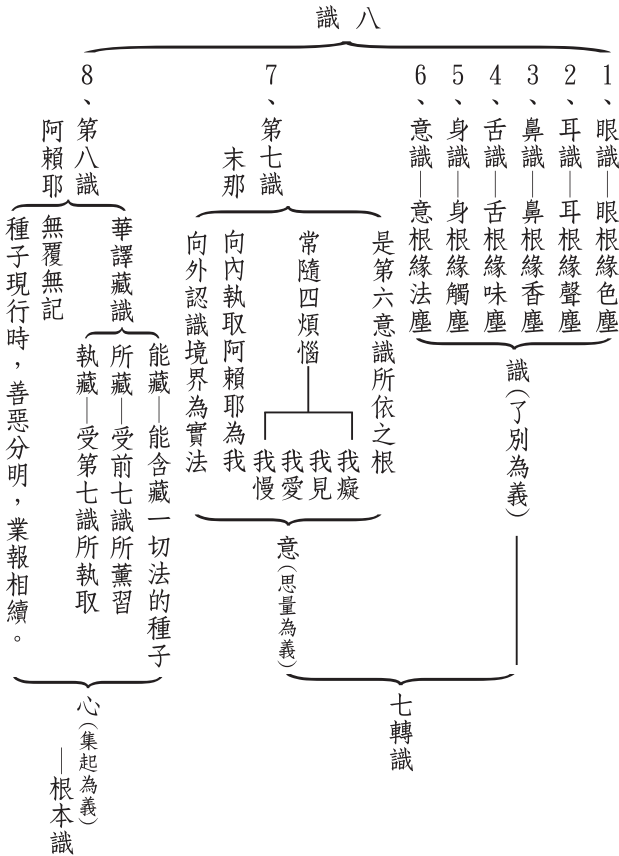 八識
1、眼識—眼根緣色塵
2、耳識—耳根緣聲塵
3、鼻識—鼻根緣香塵
4、舌識—舌根緣味塵
5、身識—身根緣觸塵
6、意識—意根緣法塵
識(了別為義)
7、第七識
末那
是第六意識所依之根
常隨四煩惱
我癡
我見
我愛
我慢
向內執取阿賴耶為我
向外認識境界為實法
意(思量為義)
七轉識
8、第八識
阿賴耶
華譯藏識
能藏—能含藏一切法的種子
所藏—受前七識所薰習
執藏—受第七識所執取
無覆無記
種子現行時，善惡分明，業報相續。
心(集起為義)
—根本識